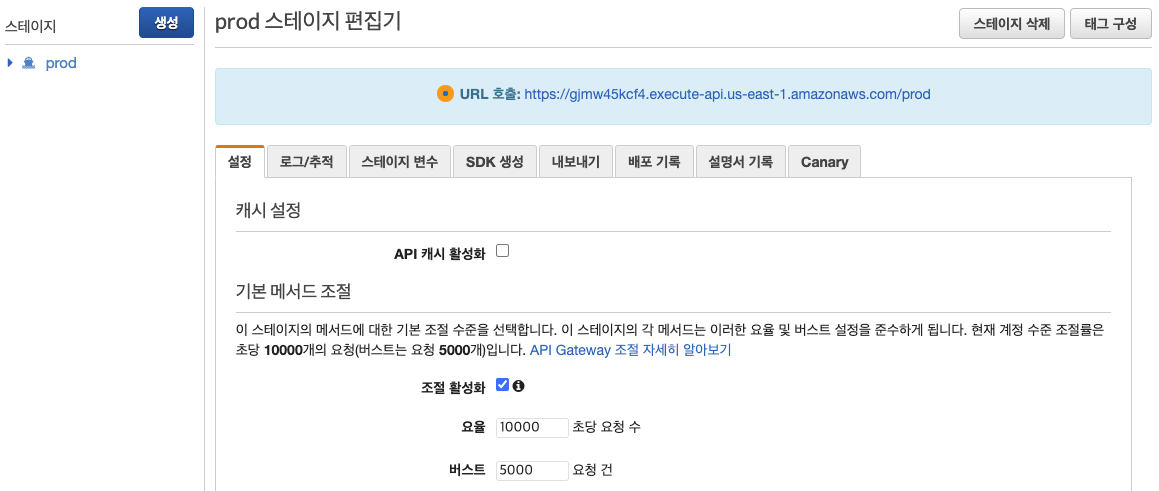 스테이지
생성
prod
prod 스테이지 편집기
스테이지 삭제
태그 구성
URL 호출: https://gjmw45kcf4.execute-api.us-east-1.amazonaws.com/prod
설정
로그/추적
스테이지 변수
SDK 생성
내보내기
배포 기록
설명서 기록
Canary
캐시 설정
API 캐시 활성화
기본 메서드 조절
이 스테이지의 메서드에 대한 기본 조절 수준을 선택합니다. 이 스테이지의 각 메서드는 이러한 요율 및 버스트 설정을 준수하게 됩니다. 현재 계정 수준 조절률은
초당 10000개의 요청(버스트는 요청 5000개)입니다. API Gateway 조절 자세히 알아보기
조절 활성화
요율 10000 초당 요청 수
버스트 5000 요청 건